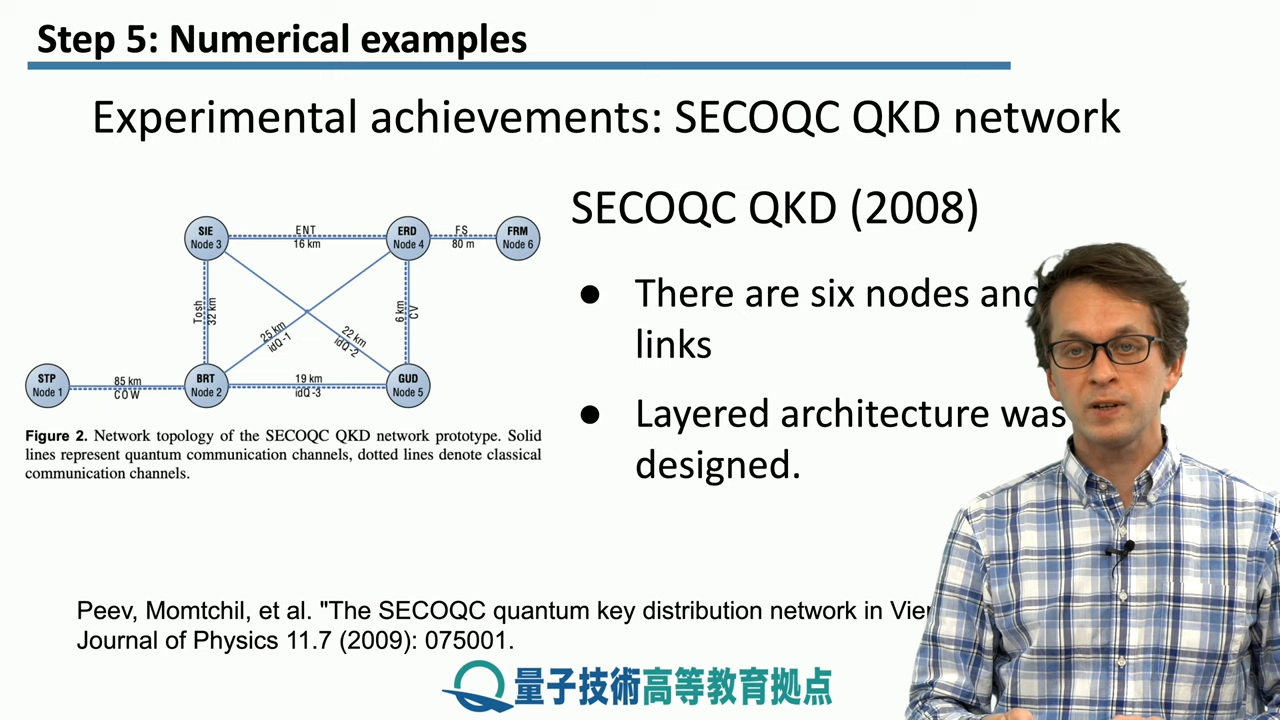 Step 5: Numerical examples
Experimental achievements: SECOQC QKD network
SECOQC QKD (2008)
SIE
Node 3
ENT
16 km
ERD
Node 4
FS
80 m
FRM
Node 6
Tosh
32 km
25 km
idQ-1
22 km
idQ-2
6 km
CV
STP
Node 1
85 km
COW
BRT
Node 2
19 km
idQ-3
GUD
Node 5
Figure 2. Network topology of the SECOQC QKD network prototype. Solid
lines represent quantum communication channels, dotted lines denote classical
communication channels.
● There are six nodes and
links
● Layered architecture was
designed.
Peev, Momtchil, et al. "The SECOQC quantum key distribution network in
Journal of Physics 11.7 (2009): 075001.
量子技術高等教育拠点